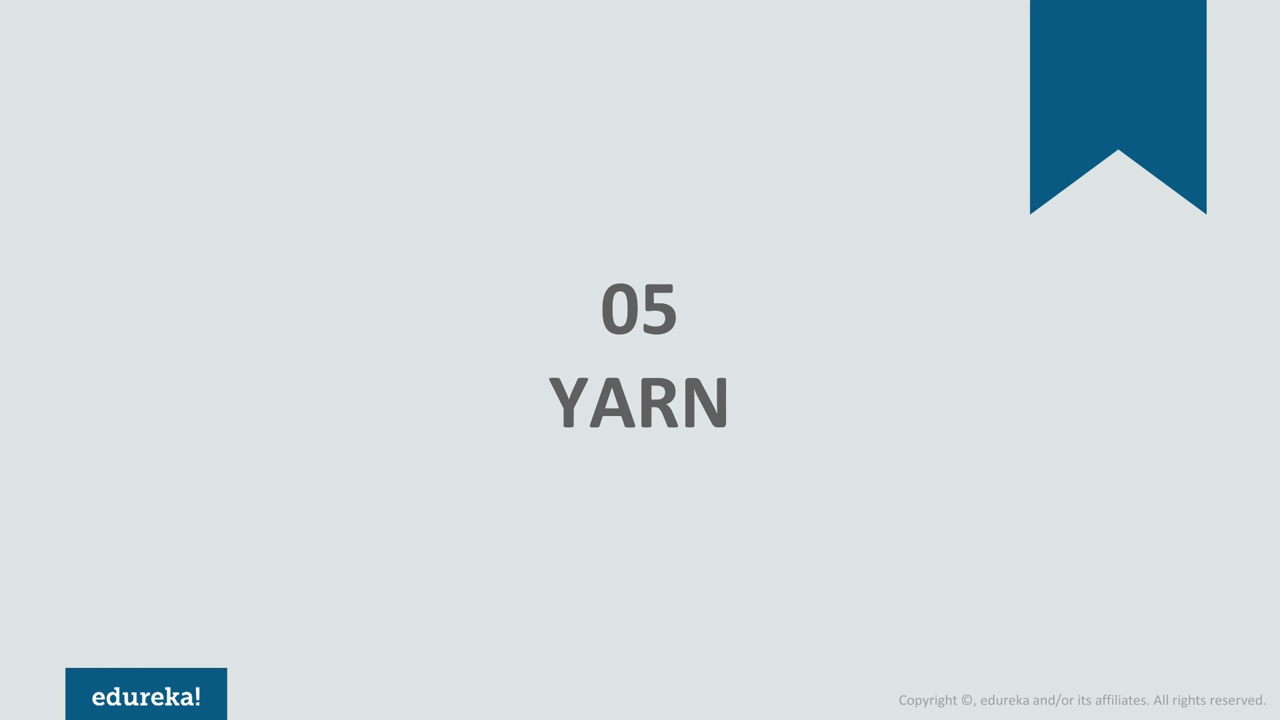 05
YARN
edureka!
Copyright ©, edureka and/or its affiliates. All rights reserved.